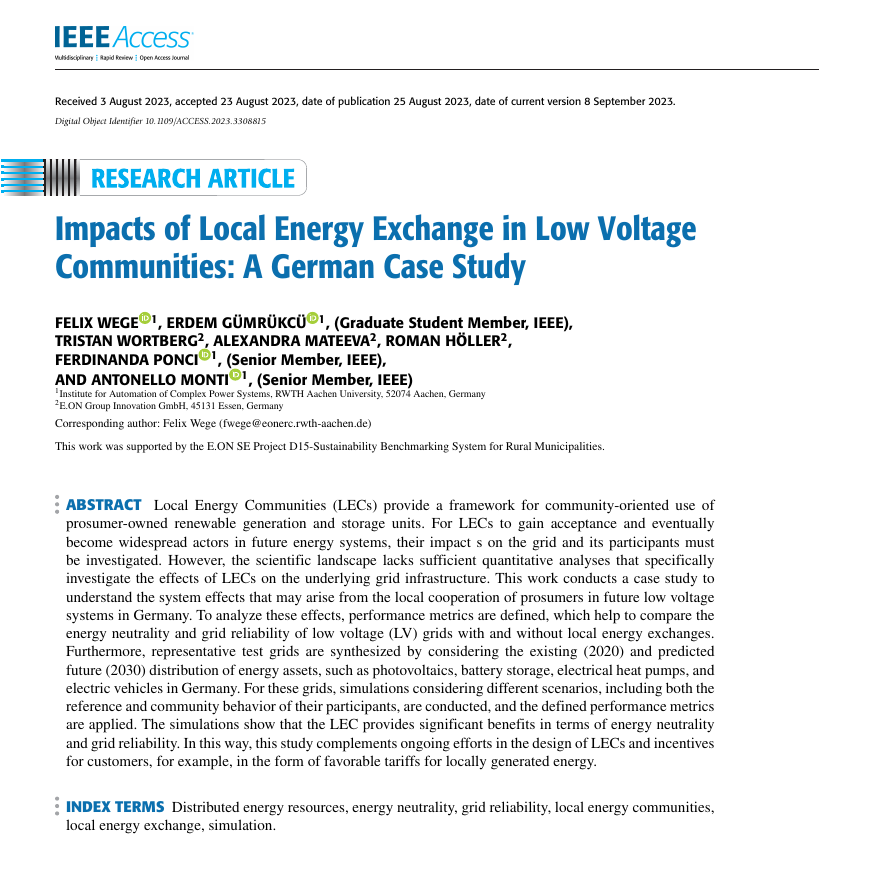 IEEE Access
Multidisciplinary | Rapid Review | Open Access Journal
Received 3 August 2023, accepted 23 August 2023, date of publication 25 August 2023, date of current version 8 September 2023.
Digital Object Identifier 10.1109/ACCESS.2023.3308815
RESEARCH ARTICLE
Impacts of Local Energy Exchange in Low Voltage
Communities: A German Case Study
FELIX WEGE iD 1, ERDEM GÜMRÜKCÜ iD 1, (Graduate Student Member, IEEE),
TRISTAN WORTBERG2, ALEXANDRA MATEEVA2, ROMAN HÖLLER2,
FERDINANDA PONCI iD 1, (Senior Member, IEEE),
AND ANTONELLO MONTI iD 1, (Senior Member, IEEE)
1Institute for Automation of Complex Power Systems, RWTH Aachen University, 52074 Aachen, Germany
2E.ON Group Innovation GmbH, 45131 Essen, Germany
Corresponding author: Felix Wege (fwege@eonerc.rwth-aachen.de)
This work was supported by the E.ON SE Project D15-Sustainability Benchmarking System for Rural Municipalities.
ABSTRACT Local Energy Communities (LECs) provide a framework for community-oriented use of
prosumer-owned renewable generation and storage units. For LECs to gain acceptance and eventually
become widespread actors in future energy systems, their impact s on the grid and its participants must
be investigated. However, the scientific landscape lacks sufficient quantitative analyses that specifically
investigate the effects of LECs on the underlying grid infrastructure. This work conducts a case study to
understand the system effects that may arise from the local cooperation of prosumers in future low voltage
systems in Germany. To analyze these effects, performance metrics are defined, which help to compare the
energy neutrality and grid reliability of low voltage (LV) grids with and without local energy exchanges.
Furthermore, representative test grids are synthesized by considering the existing (2020) and predicted
future (2030) distribution of energy assets, such as photovoltaics, battery storage, electrical heat pumps, and
electric vehicles in Germany. For these grids, simulations considering different scenarios, including both the
reference and community behavior of their participants, are conducted, and the defined performance metrics
are applied. The simulations show that the LEC provides significant benefits in terms of energy neutrality
and grid reliability. In this way, this study complements ongoing efforts in the design of LECs and incentives
for customers, for example, in the form of favorable tariffs for locally generated energy.
INDEX TERMS Distributed energy resources, energy neutrality, grid reliability, local energy communities,
local energy exchange, simulation.